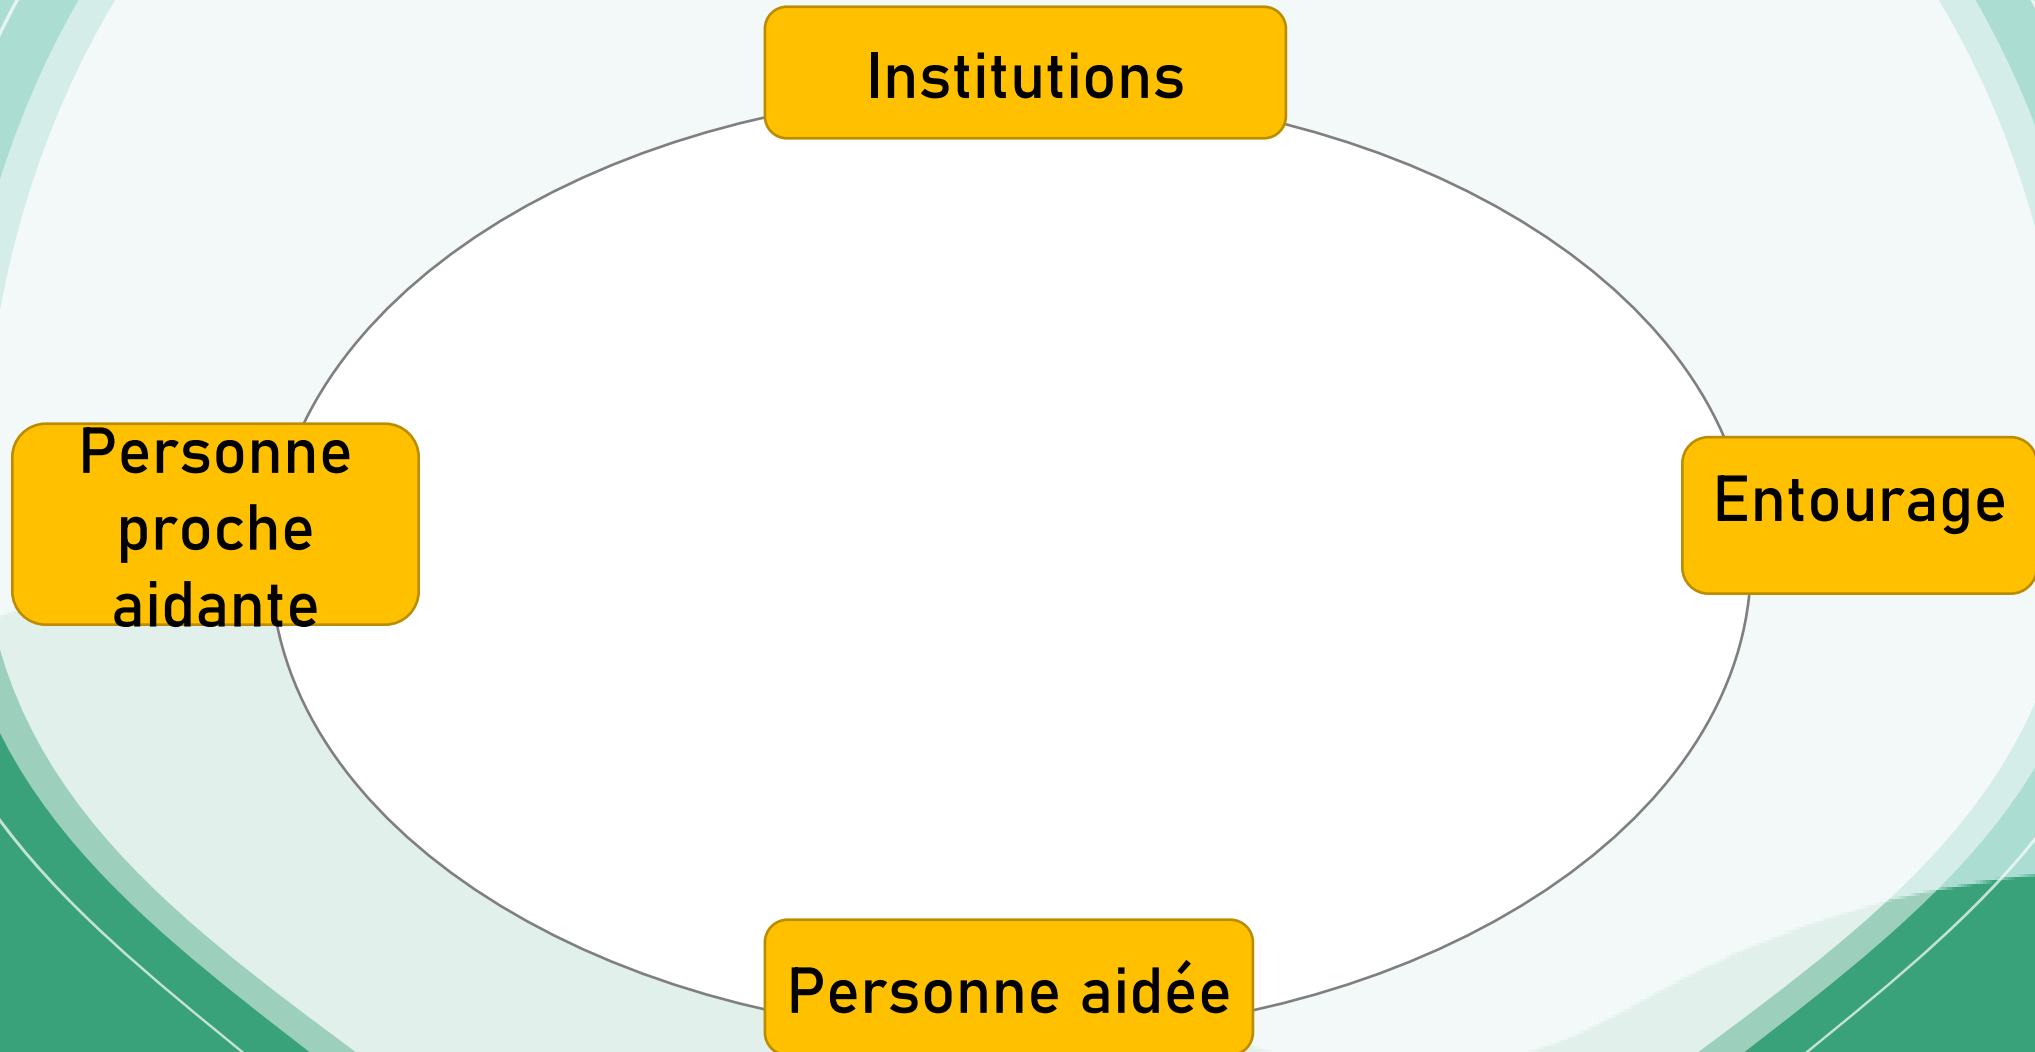 Institutions
Personne
proche
aidante
Entourage
Personne aidée